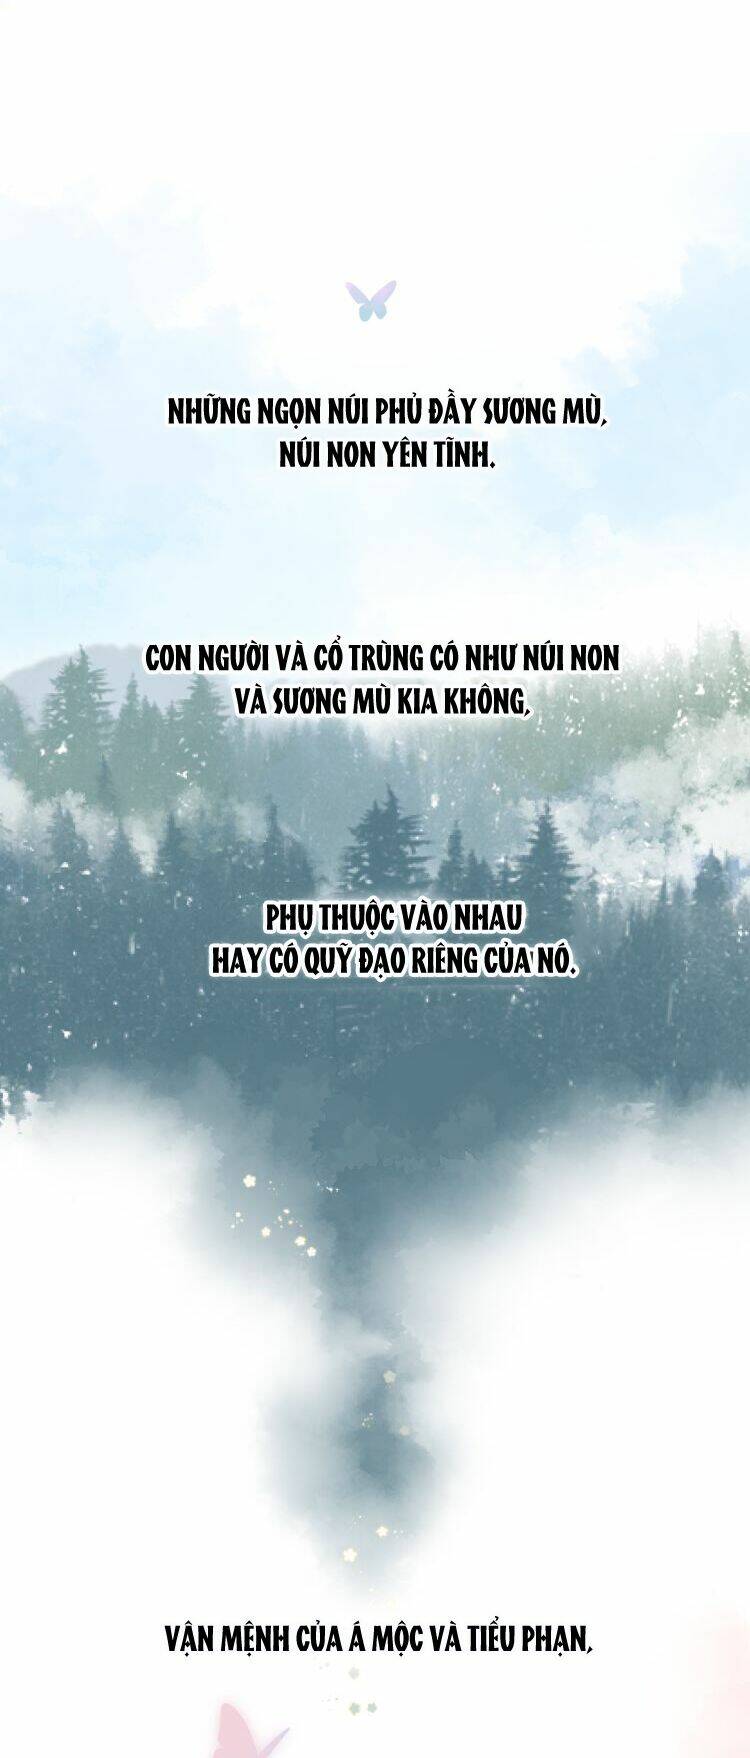 NHỮNG NGỌN NÚI PHỦ ĐẦY SƯƠNG MÙ,
NÚI NON YÊN TĨNH.
CON NGƯỜI VÀ CỔ TRÙNG CÓ NHƯ NÚI NON
VÀ SƯƠNG MÙ KIA KHÔNG,
PHỤ THUỘC VÀO NHAU
HAY CÓ QUỸ ĐẠO RIÊNG CỦA NÓ.
VẬN MỆNH CỦA Á MỘC VÀ TIỂU PHẠN,